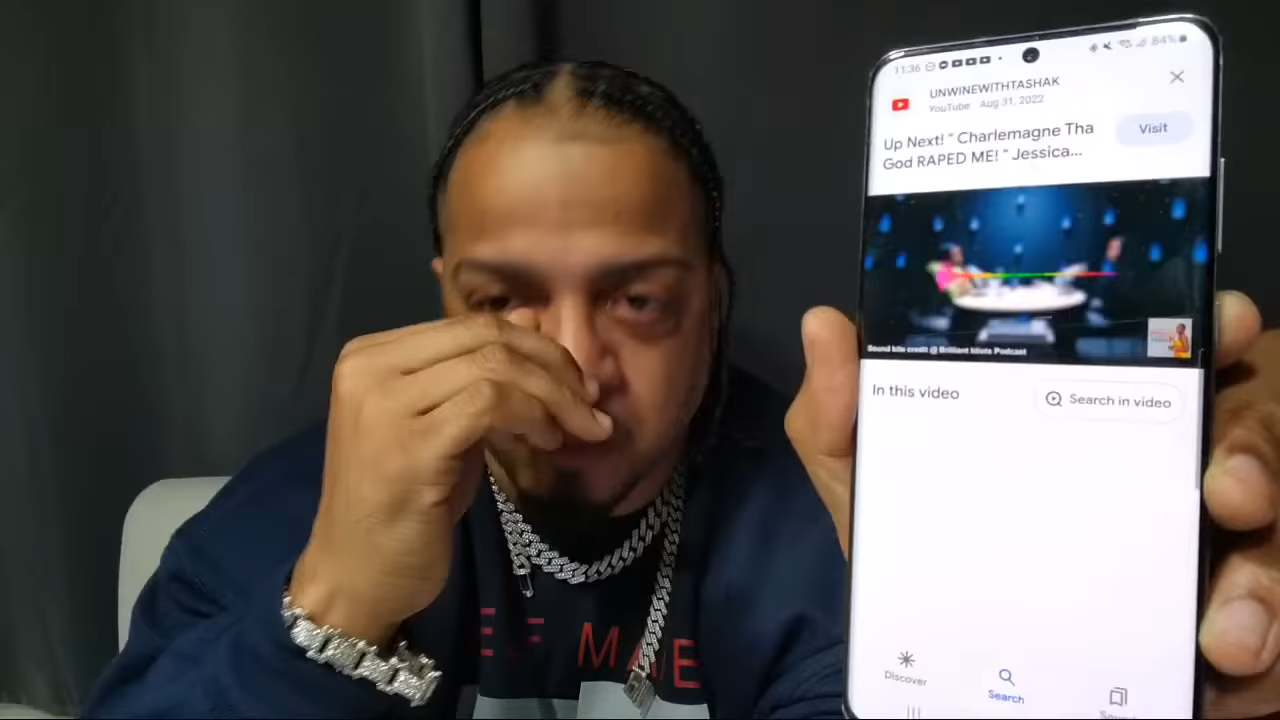 11:36
84%
UNWINEWITHTASHAK
YouTube Aug 31, 2022
Up Next! " Charlemagne Tha
God RAPED ME! " Jessica...
Visit
Sound bite credit @ Brilliant Idiots Podcast
In this video
Search in video
Discover
Search
MADE